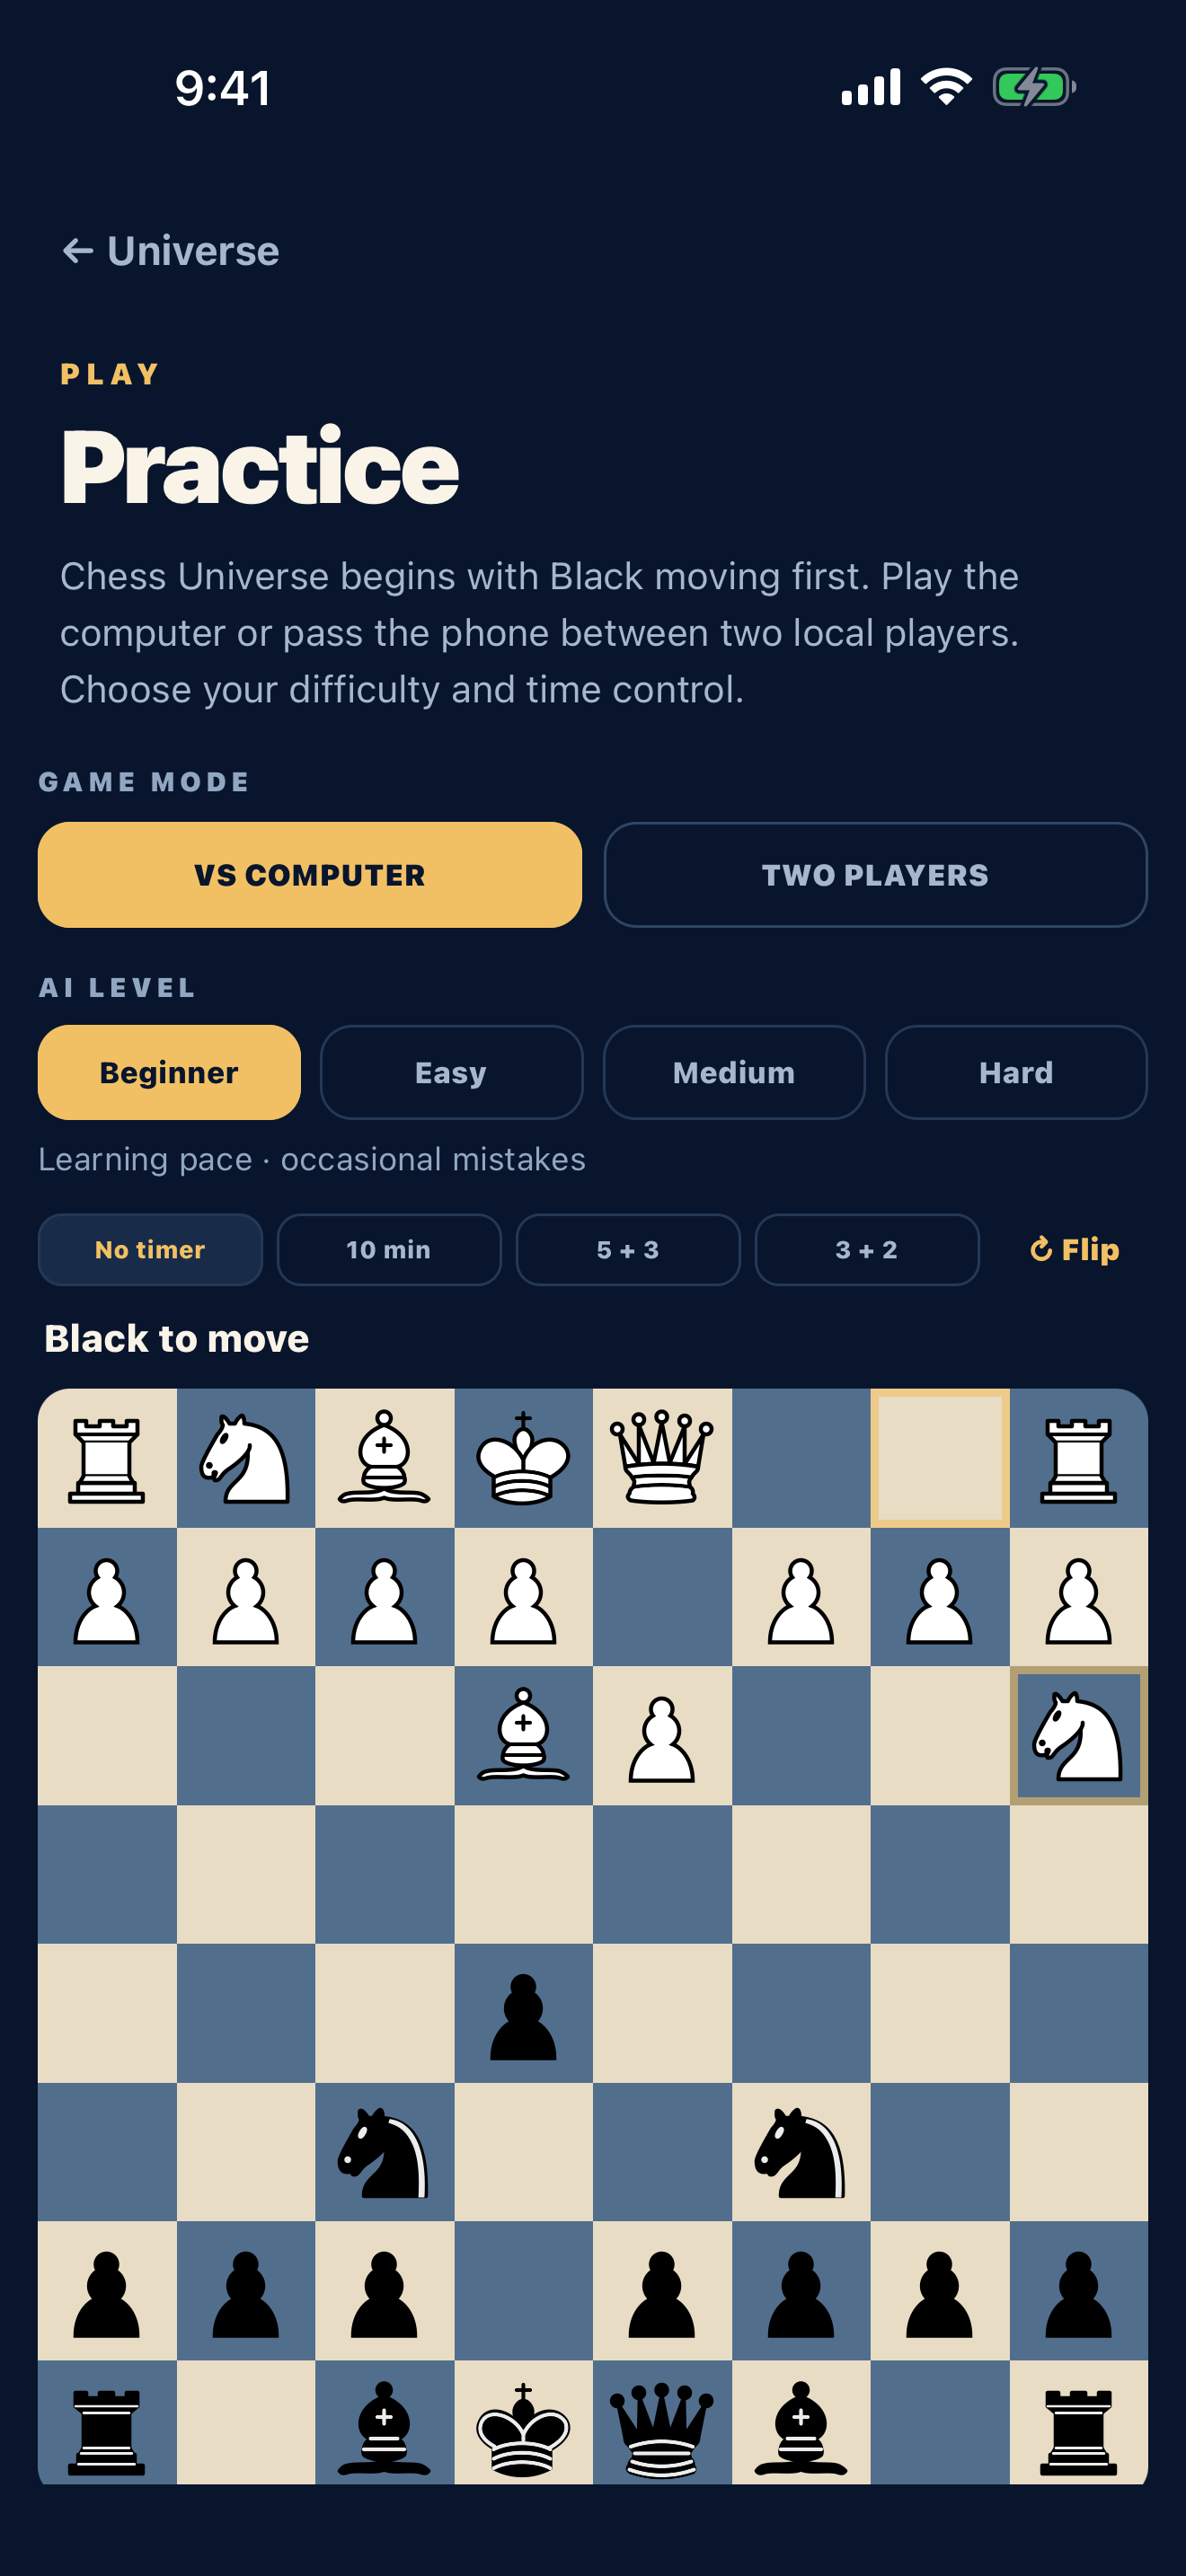 9:41
← Universe
PLAY
Practice
Chess Universe begins with Black moving first. Play the
computer or pass the phone between two local players.
Choose your difficulty and time control.
GAME MODE
VS COMPUTER TWO PLAYERS
AI LEVEL
Beginner Easy Medium Hard
Learning pace · occasional mistakes
No timer 10 min 5 + 3 3 + 2 ↻ Flip
Black to move